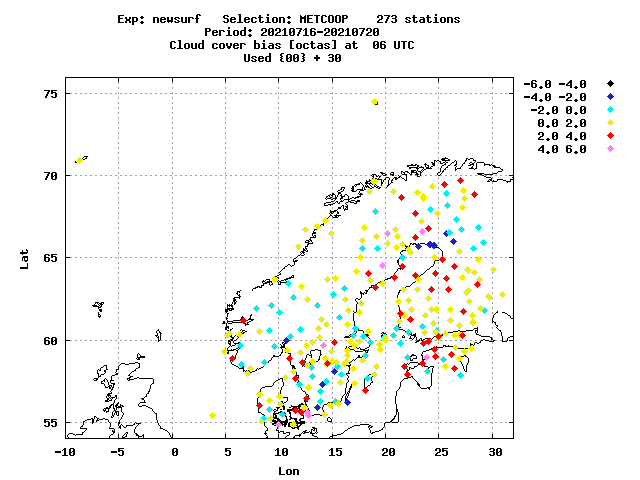 Exp: newsurf Selection: METCOOP 273 stations
Period: 20210716-20210720
Cloud cover bias [octas] at 06 UTC
Used {00} + 30
-6.0 -4.0
-4.0 -2.0
-2.0 0.0
0.0 2.0
2.0 4.0
4.0 6.0
75
70
65
60
55
Lat
-10 -5 0 5 10 15 20 25 30
Lon